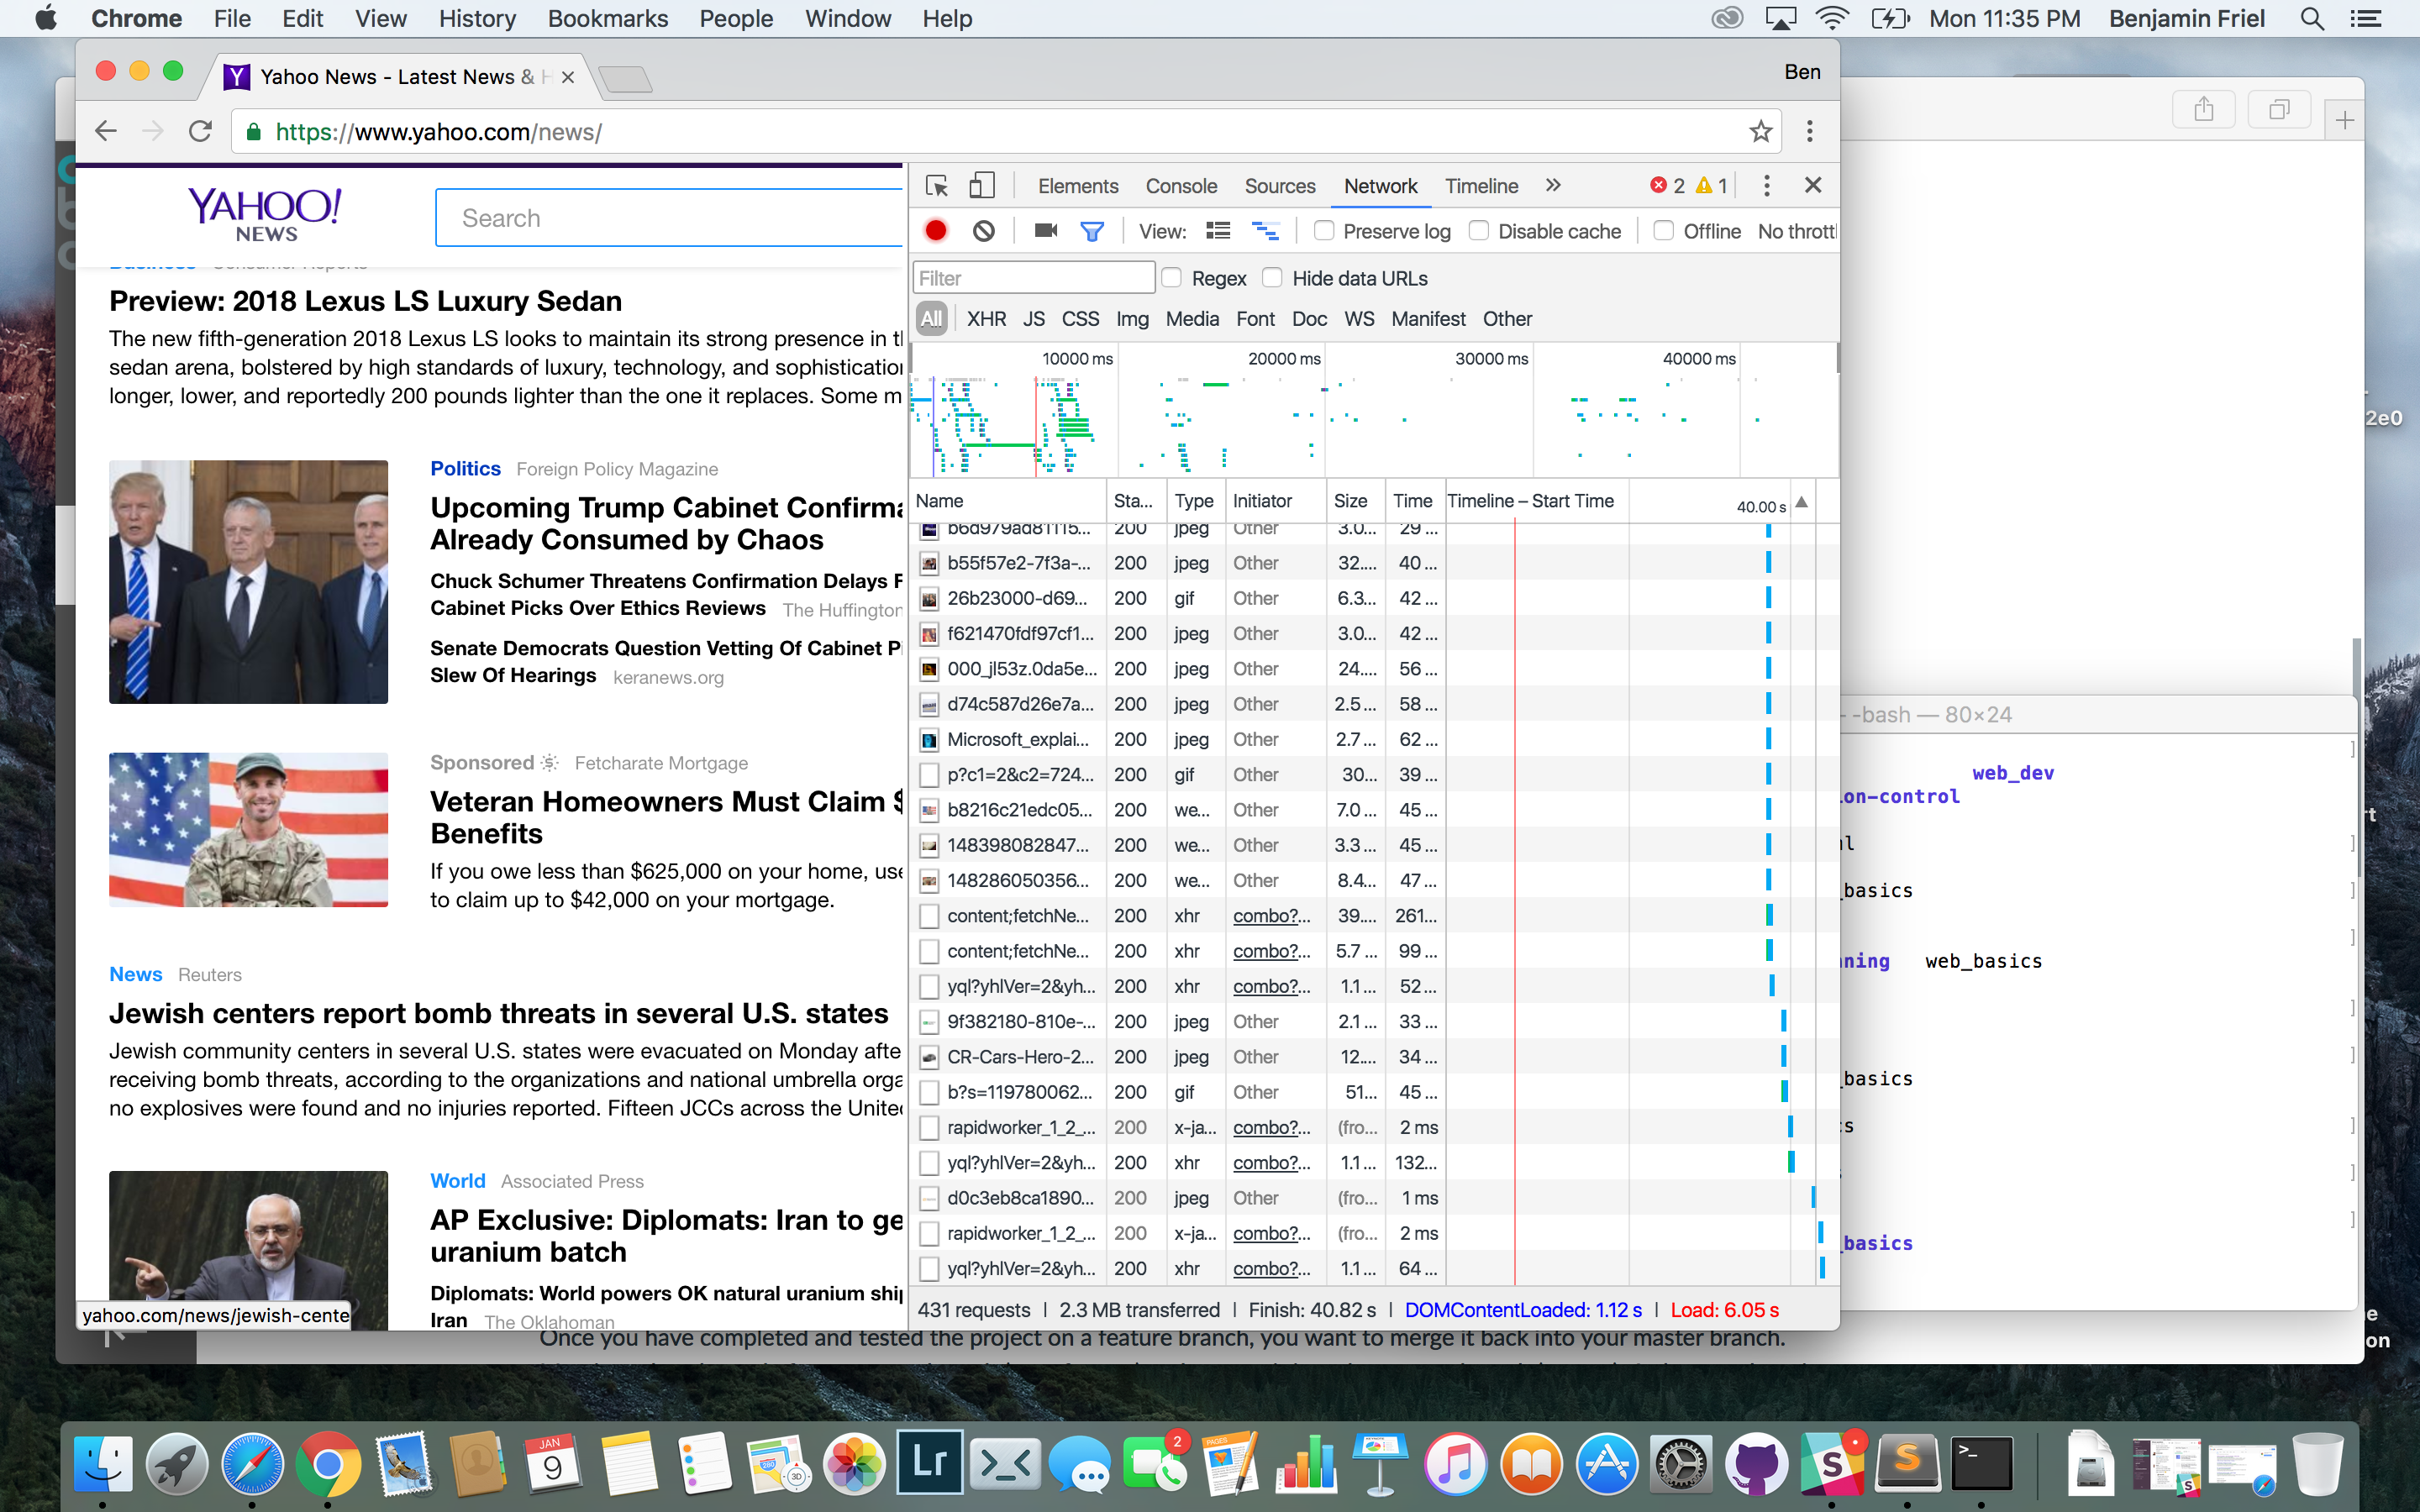 Chrome File Edit View History Bookmarks People Window Help Mon 11:35 PM Benjamin Friel
Yahoo News - Latest News & H
Ben
https://www.yahoo.com/news/
YAHOO!
NEWS
Search
Preview: 2018 Lexus LS Luxury Sedan
The new fifth-generation 2018 Lexus LS looks to maintain its strong presence in t
sedan arena, bolstered by high standards of luxury, technology, and sophistication
longer, lower, and reportedly 200 pounds lighter than the one it replaces. Some m
Politics Foreign Policy Magazine
Upcoming Trump Cabinet Confirma
Already Consumed by Chaos
Chuck Schumer Threatens Confirmation Delays F
Cabinet Picks Over Ethics Reviews The Huffington
Senate Democrats Question Vetting Of Cabinet Pi
Slew Of Hearings keranews.org
Sponsored Fetcharate Mortgage
Veteran Homeowners Must Claim $
Benefits
If you owe less than $625,000 on your home, use
to claim up to $42,000 on your mortgage.
News Reuters
Jewish centers report bomb threats in several U.S. states
Jewish community centers in several U.S. states were evacuated on Monday afte
receiving bomb threats, according to the organizations and national umbrella orga
no explosives were found and no injuries reported. Fifteen JCCs across the Unite
World Associated Press
AP Exclusive: Diplomats: Iran to ge
uranium batch
Diplomats: World powers OK natural uranium ship
Iran The Oklahoman
yahoo.com/news/jewish-cente
Elements Console Sources Network Timeline » 2 1
View: Preserve log Disable cache Offline No thrott
Filter Regex Hide data URLs
All XHR JS CSS Img Media Font Doc WS Manifest Other
10000 ms 20000 ms 30000 ms 40000 ms
Name Sta... Type Initiator Size Time Timeline – Start Time 40.00 s
b6d979ad81115... 200 jpeg Other 3.0... 29 ...
b55f57e2-7f3a-... 200 jpeg Other 32.... 40 ...
26b23000-d69... 200 gif Other 6.3... 42 ...
f621470fdf97cf1... 200 jpeg Other 3.0... 42 ...
000_jl53z.0da5e... 200 jpeg Other 24.... 56 ...
d74c587d26e7a... 200 jpeg Other 2.5 ... 58 ...
Microsoft_explai... 200 jpeg Other 2.7 ... 62 ...
p?c1=2&c2=724... 200 gif Other 30... 39 ...
b8216c21edc05... 200 we... Other 7.0 ... 45 ...
148398082847... 200 we... Other 3.3 ... 45 ...
148286050356... 200 we... Other 8.4... 47 ...
content;fetchNe... 200 xhr combo?... 39.... 261...
content;fetchNe... 200 xhr combo?... 5.7 ... 99 ...
yql?yhlVer=2&yh... 200 xhr combo?... 1.1 ... 52 ...
9f382180-810e-... 200 jpeg Other 2.1 ... 33 ...
CR-Cars-Hero-2... 200 jpeg Other 12.... 34 ...
b?s=119780062... 200 gif Other 51... 45 ...
rapidworker_1_2_... 200 x-ja... combo?... (fro... 2 ms
yql?yhlVer=2&yh... 200 xhr combo?... 1.1 ... 132...
d0c3eb8ca1890... 200 jpeg Other (fro... 1 ms
rapidworker_1_2_... 200 x-ja... combo?... (fro... 2 ms
yql?yhlVer=2&yh... 200 xhr combo?... 1.1 ... 64 ...
431 requests | 2.3 MB transferred | Finish: 40.82 s | DOMContentLoaded: 1.12 s | Load: 6.05 s
2e0
-bash — 80×24
web_dev
on-control
_basics
ning web_basics
_basics
_basics
on
Once you have completed and tested the project on a feature branch, you want to merge it back into your master branch.
JAN
9
280
3D
Lr
2
PAGES
S
S
>_